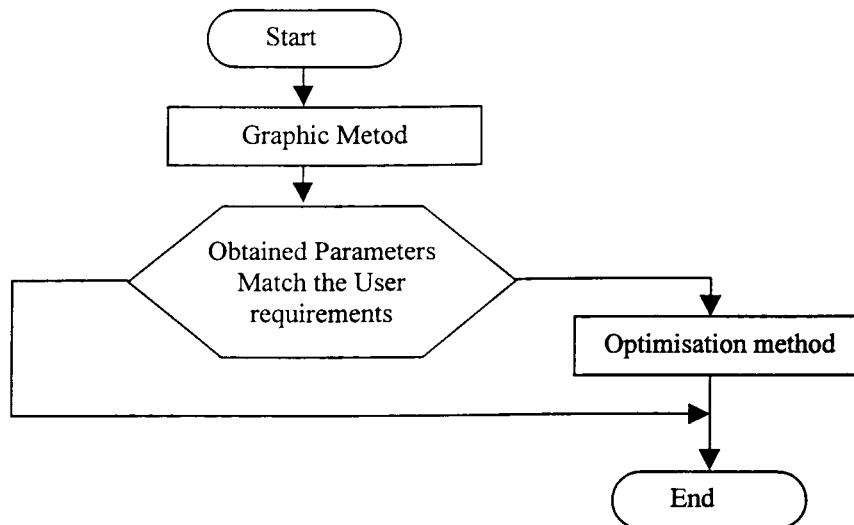 Start
Graphic Metod
Obtained Parameters
Match the User
requirements
Optimisation method
End